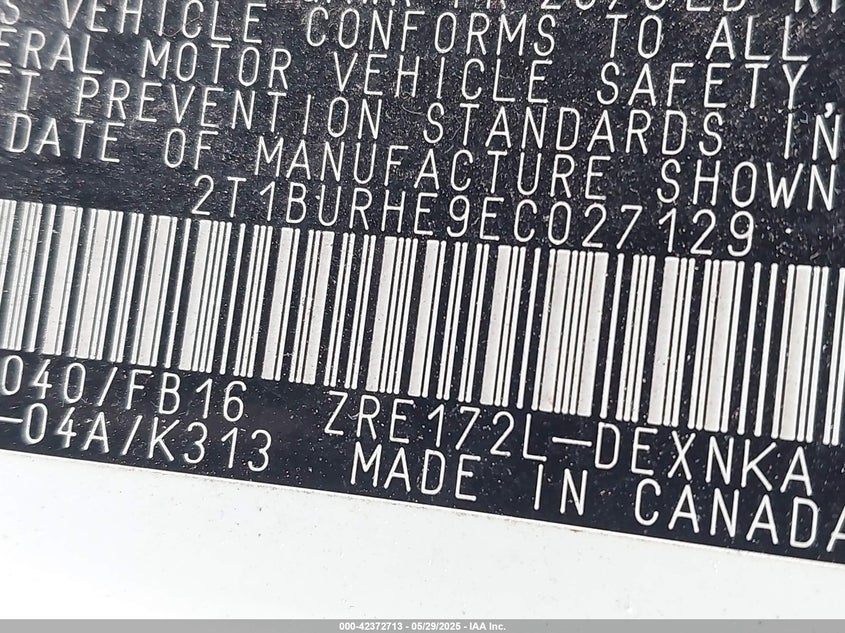 VEHICLE CONFORMS TO ALL
ERAL MOTOR VEHICLE SAFETY,
FT PREVENTION STANDARDS IN
DATE OF MANUFACTURE SHOWN
2T1BURHE9EC027129
040/FB16 ZRE172L-DEXNKA
-04A/K313 MADE IN CANADA
000-42372713 - 05/29/2025 - IAA Inc.